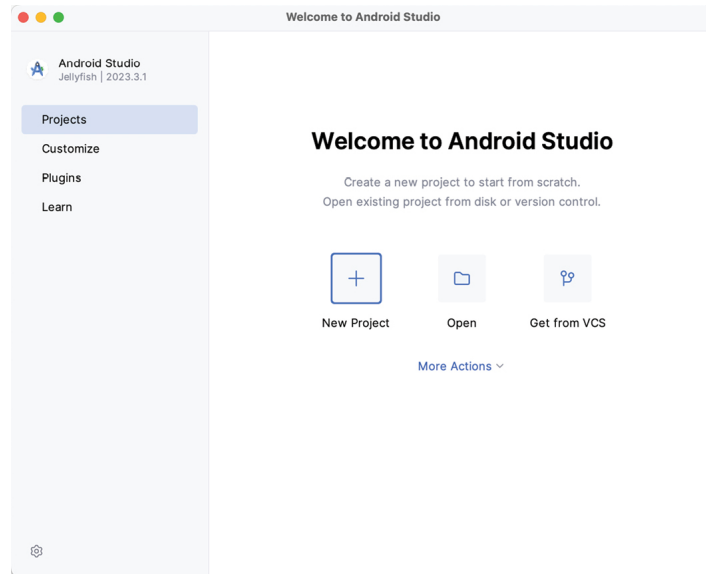 Welcome to Android Studio
Android Studio
Jellyfish | 2023.3.1
Projects
Customize
Plugins
Learn
Welcome to Android Studio
Create a new project to start from scratch.
Open existing project from disk or version control.
New Project
Open
Get from VCS
More Actions